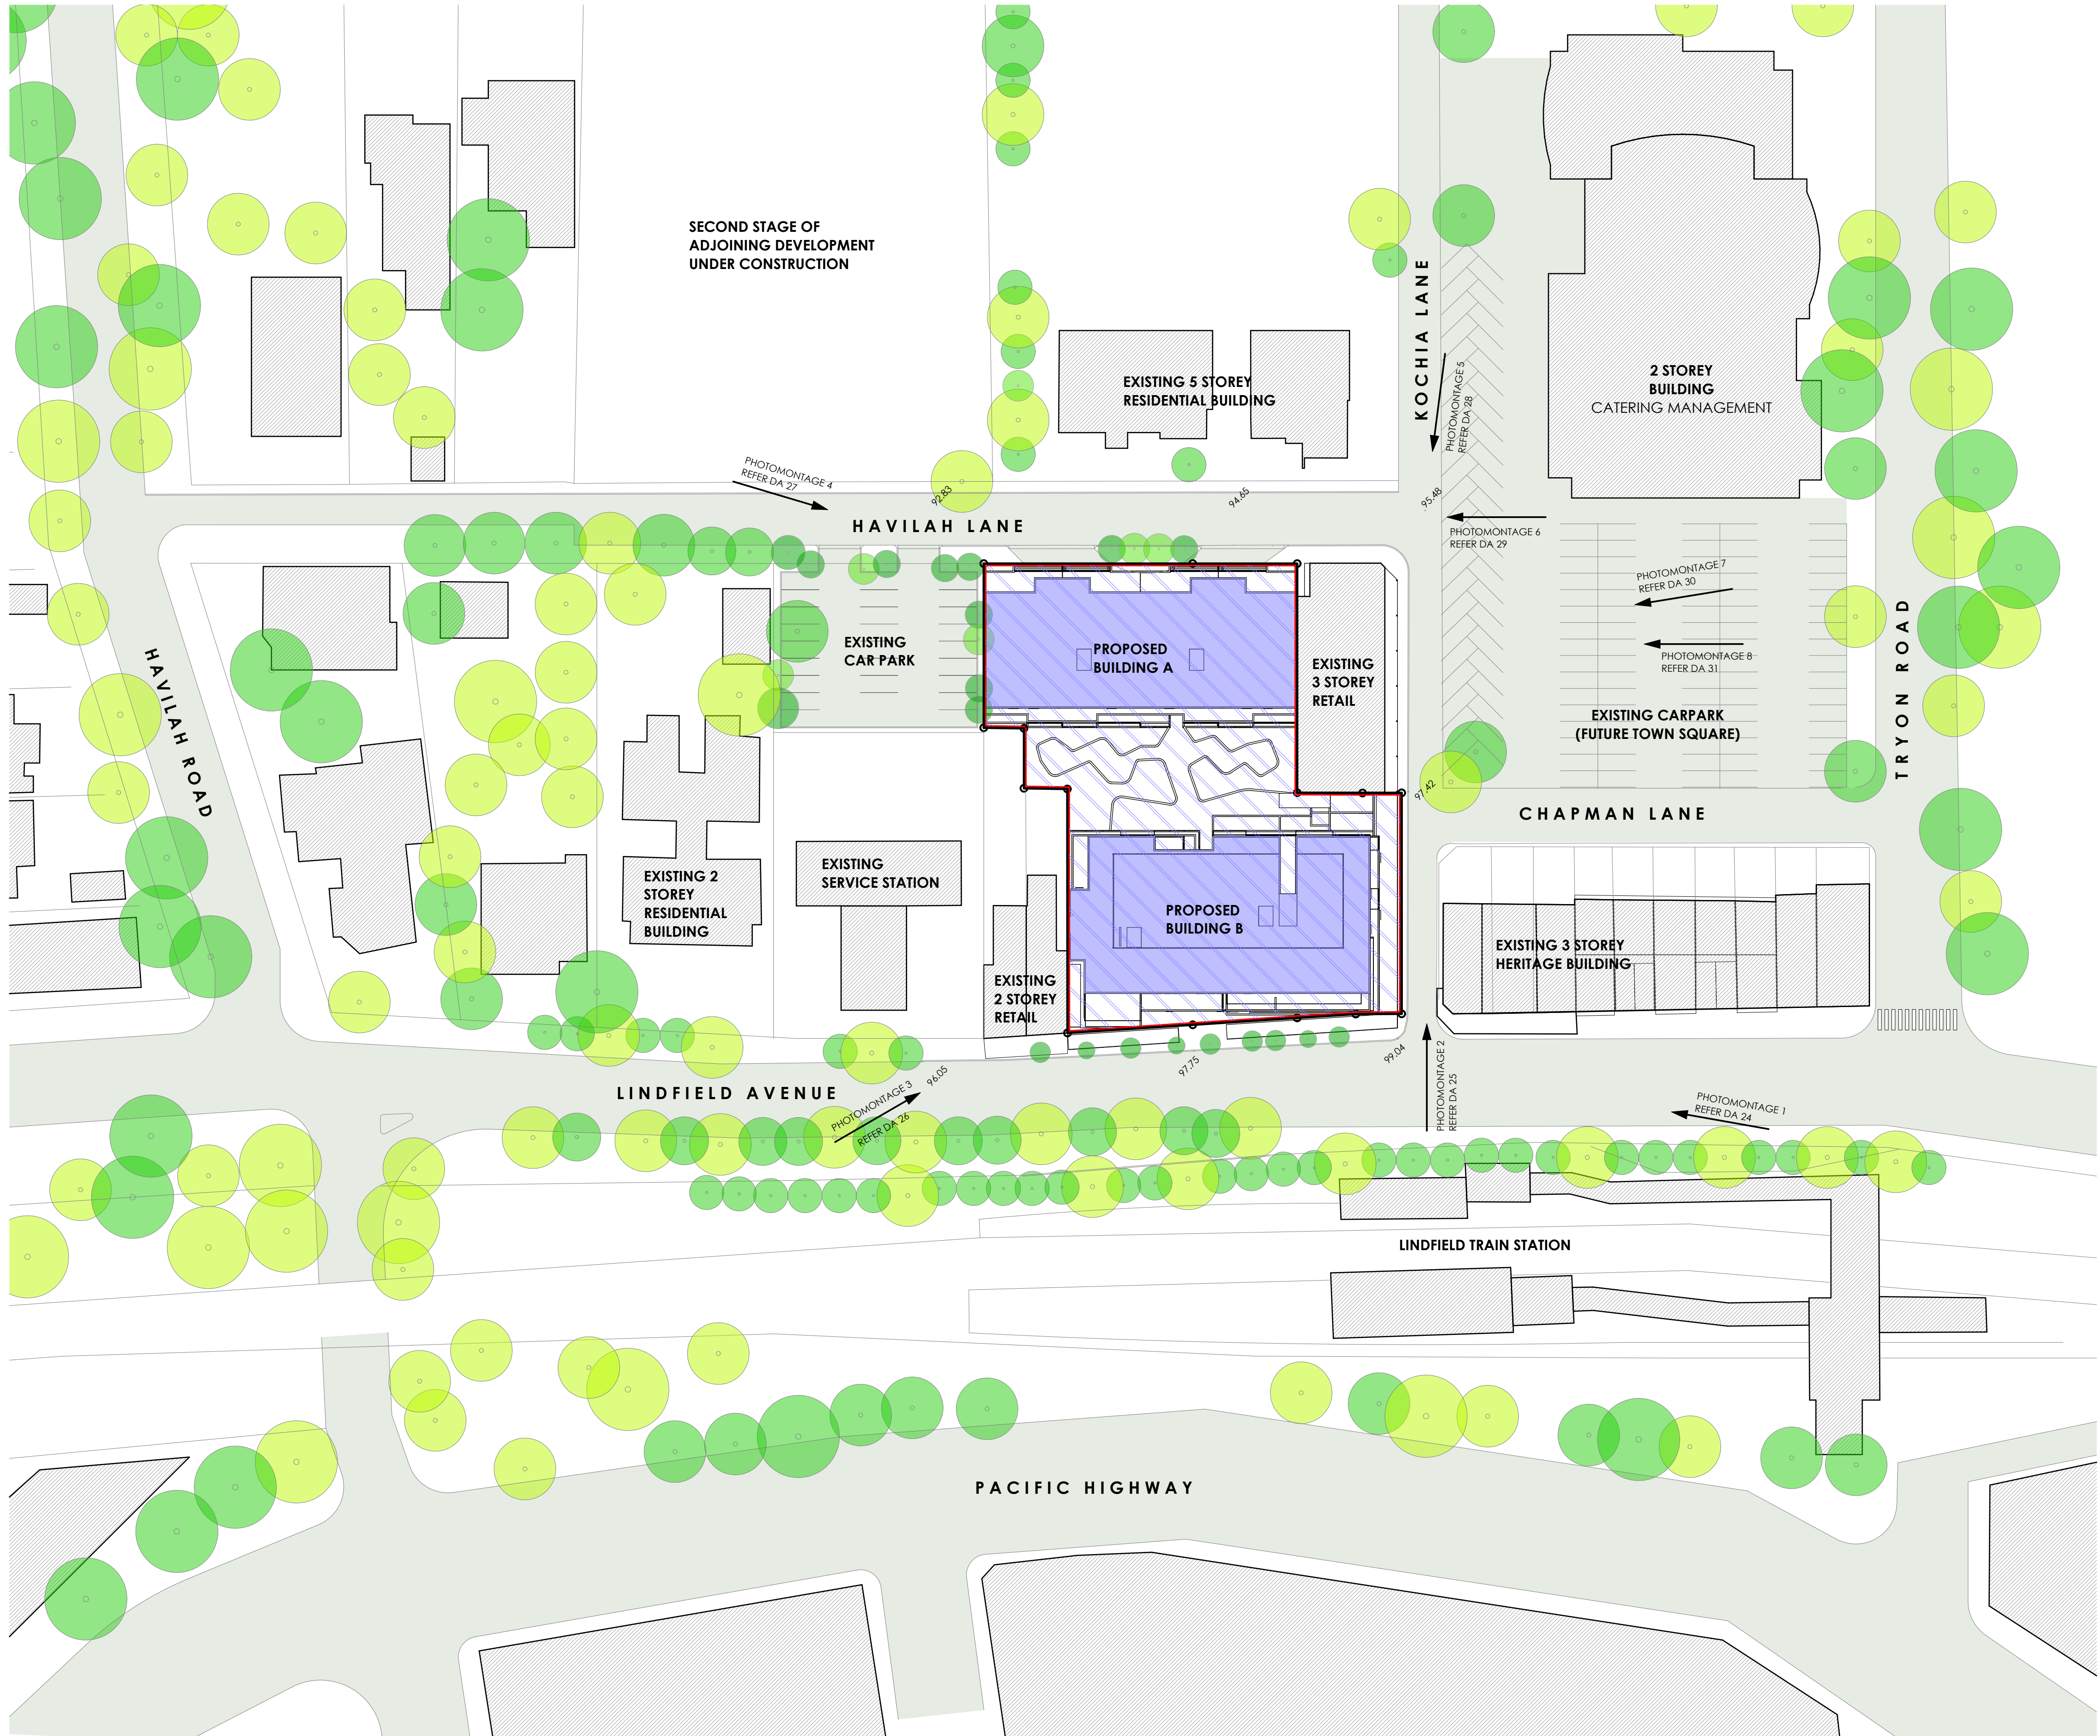 SECOND STAGE OF
ADJOINING DEVELOPMENT
UNDER CONSTRUCTION
EXISTING 5 STOREY
RESIDENTIAL BUILDING
KOCHIA LANE
PHOTOMONTAGE 5
REFER DA 28
2 STOREY
BUILDING
CATERING MANAGEMENT
PHOTOMONTAGE 4
REFER DA 27
92.83
94.65
95.48
HAVILAH LANE
PHOTOMONTAGE 6
REFER DA 29
PHOTOMONTAGE 7
REFER DA 30
PHOTOMONTAGE 8
REFER DA 31
HAVILAH ROAD
EXISTING
CAR PARK
PROPOSED
BUILDING A
EXISTING
3 STOREY
RETAIL
EXISTING CARPARK
(FUTURE TOWN SQUARE)
TRYON ROAD
97.42
CHAPMAN LANE
EXISTING 2
STOREY
RESIDENTIAL
BUILDING
EXISTING
SERVICE STATION
PROPOSED
BUILDING B
EXISTING 3 STOREY
HERITAGE BUILDING
EXISTING
2 STOREY
RETAIL
LINDFIELD AVENUE
PHOTOMONTAGE 3
REFER DA 26
96.05
97.75
99.04
PHOTOMONTAGE 2
REFER DA 25
PHOTOMONTAGE 1
REFER DA 24
LINDFIELD TRAIN STATION
PACIFIC HIGHWAY